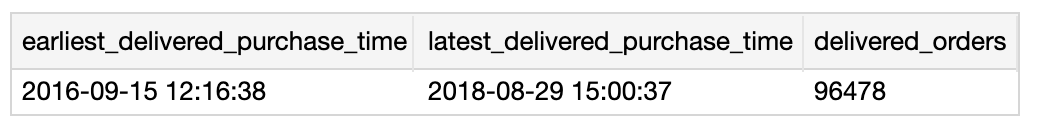 earliest_delivered_purchase_time latest_delivered_purchase_time delivered_orders
2016-09-15 12:16:38 2018-08-29 15:00:37 96478